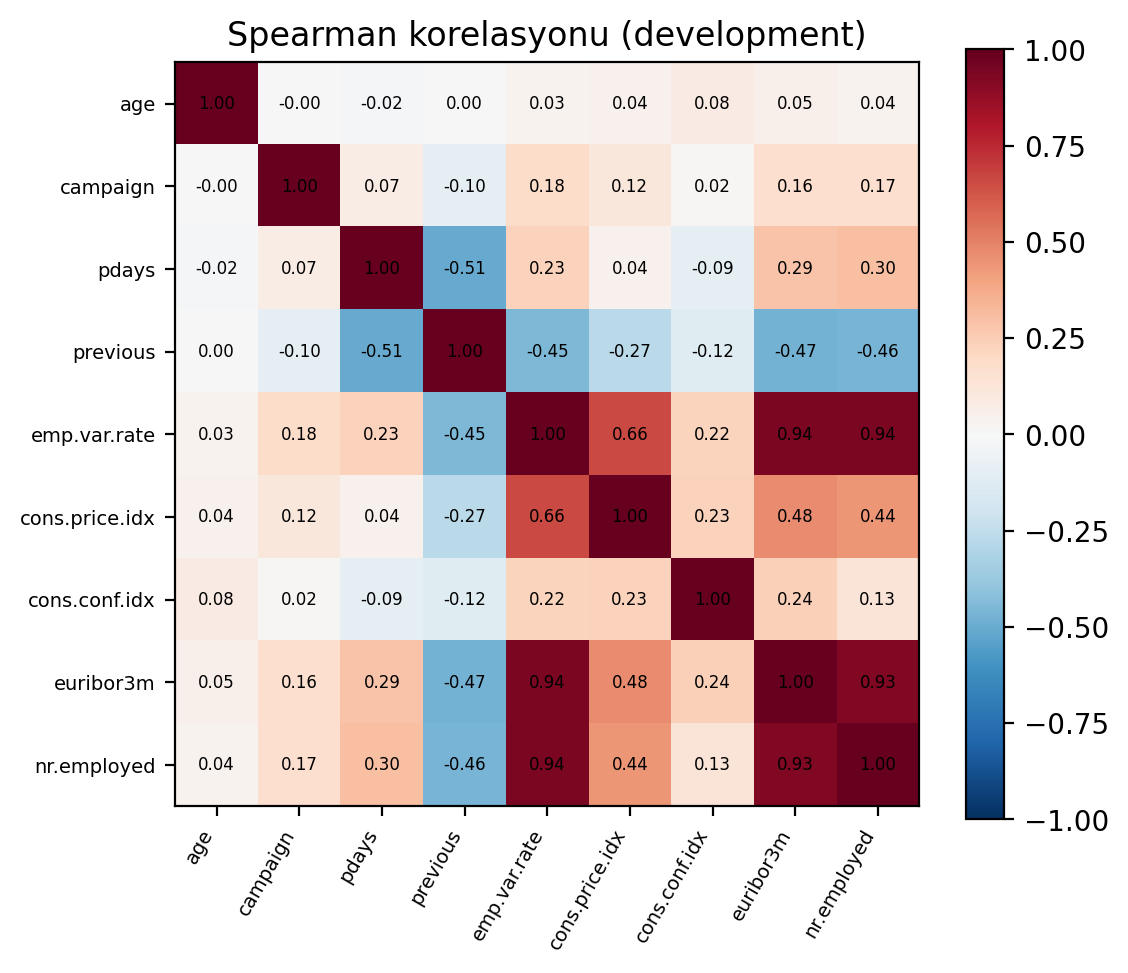 Spearman korelasyonu (development)
age 1.00 -0.00 -0.02 0.00 0.03 0.04 0.08 0.05 0.04
campaign -0.00 1.00 0.07 -0.10 0.18 0.12 0.02 0.16 0.17
pdays -0.02 0.07 1.00 -0.51 0.23 0.04 -0.09 0.29 0.30
previous 0.00 -0.10 -0.51 1.00 -0.45 -0.27 -0.12 -0.47 -0.46
emp.var.rate 0.03 0.18 0.23 -0.45 1.00 0.66 0.22 0.94 0.94
cons.price.idx 0.04 0.12 0.04 -0.27 0.66 1.00 0.23 0.48 0.44
cons.conf.idx 0.08 0.02 -0.09 -0.12 0.22 0.23 1.00 0.24 0.13
euribor3m 0.05 0.16 0.29 -0.47 0.94 0.48 0.24 1.00 0.93
nr.employed 0.04 0.17 0.30 -0.46 0.94 0.44 0.13 0.93 1.00
age campaign pdays previous emp.var.rate cons.price.idx cons.conf.idx euribor3m nr.employed
1.00
0.75
0.50
0.25
0.00
−0.25
−0.50
−0.75
−1.00